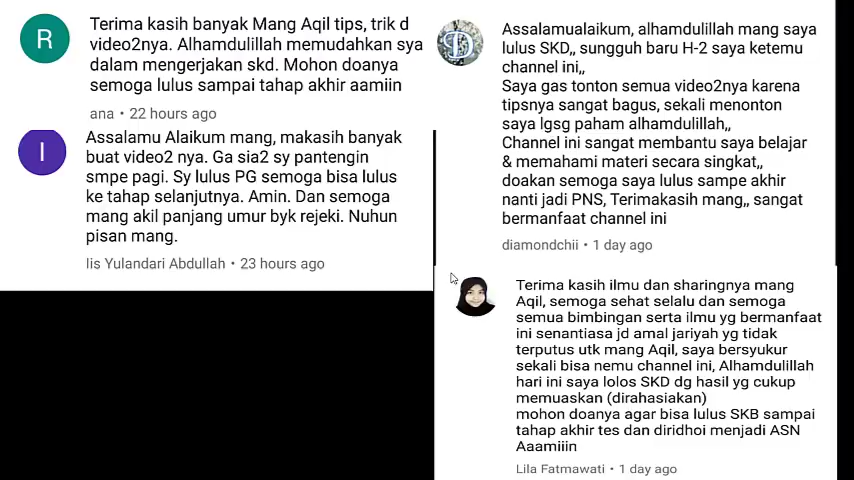 R
Terima kasih banyak Mang Aqil tips, trik d
video2nya. Alhamdulillah memudahkan sya
dalam mengerjakan skd. Mohon doanya
semoga lulus sampai tahap akhir aamiin
ana • 22 hours ago
I
Assalamu Alaikum mang, makasih banyak
buat video2 nya. Ga sia2 sy pantengin
smpe pagi. Sy lulus PG semoga bisa lulus
ke tahap selanjutnya. Amin. Dan semoga
mang akil panjang umur byk rejeki. Nuhun
pisan mang.
Iis Yulandari Abdullah • 23 hours ago
D
Assalamualaikum, alhamdulillah mang saya
lulus SKD,, sungguh baru H-2 saya ketemu
channel ini,,
Saya gas tonton semua video2nya karena
tipsnya sangat bagus, sekali menonton
saya lgsg paham alhamdulillah,,
Channel ini sangat membantu saya belajar
& memahami materi secara singkat,,
doakan semoga saya lulus sampe akhir
nanti jadi PNS, Terimakasih mang,, sangat
bermanfaat channel ini
diamondchii • 1 day ago
Terima kasih ilmu dan sharingnya mang
Aqil, semoga sehat selalu dan semoga
semua bimbingan serta ilmu yg bermanfaat
ini senantiasa jd amal jariyah yg tidak
terputus utk mang Aqil, saya bersyukur
sekali bisa nemu channel ini, Alhamdulillah
hari ini saya lolos SKD dg hasil yg cukup
memuaskan (dirahasiakan)
mohon doanya agar bisa lulus SKB sampai
tahap akhir tes dan diridhoi menjadi ASN
Aaamiiin
Lila Fatmawati • 1 day ago